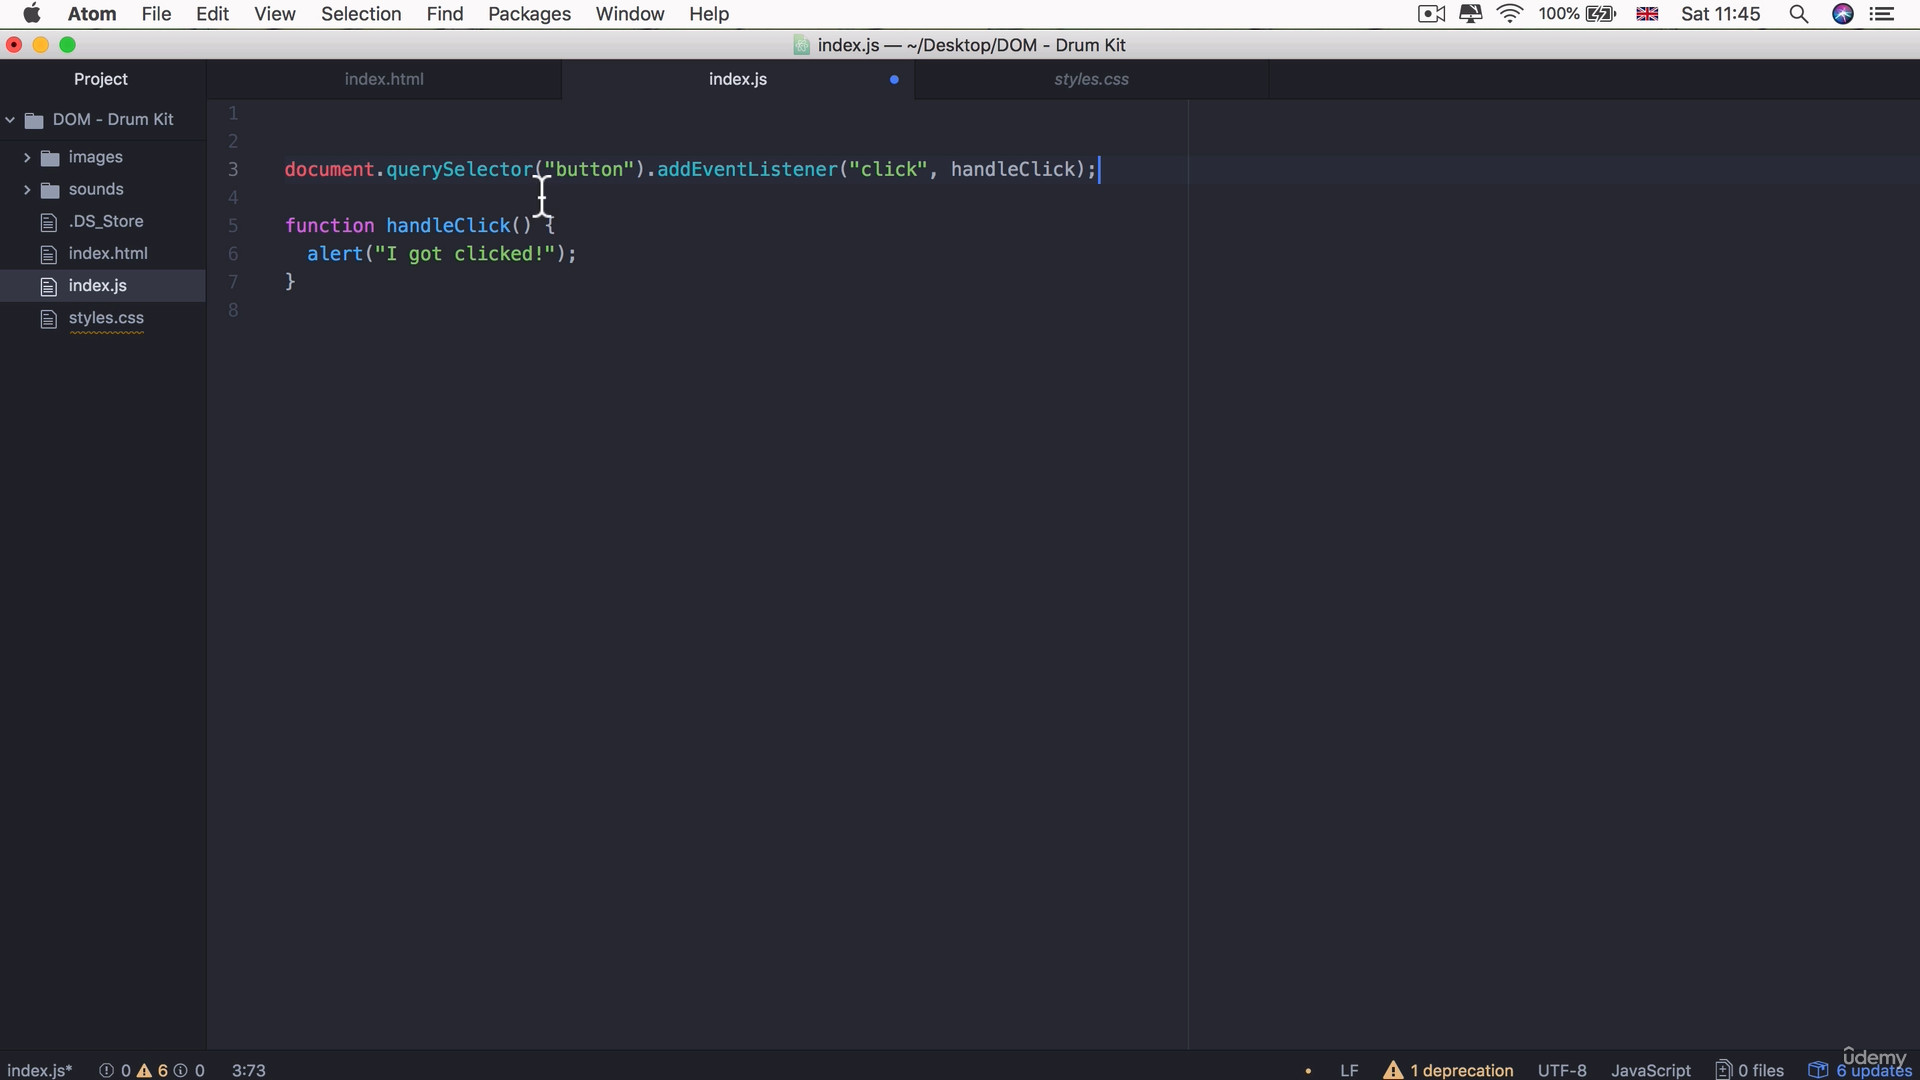 Atom File Edit View Selection Find Packages Window Help 100% Sat 11:45
index.js — ~/Desktop/DOM - Drum Kit
Project index.html index.js styles.css
DOM - Drum Kit
images
sounds
.DS_Store
index.html
index.js
styles.css
1
2
3 document.querySelector("button").addEventListener("click", handleClick);
4
5 function handleClick() {
6 alert("I got clicked!");
7 }
8
index.js* 0 6 0 3:73 LF 1 deprecation UTF-8 JavaScript 0 files 6 updates
ûdemy